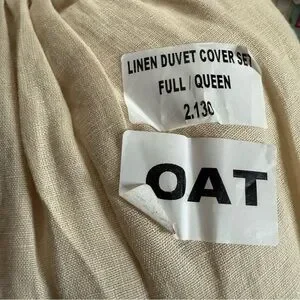 LINEN DUVET COVER SET
FULL / QUEEN
2.130
OAT